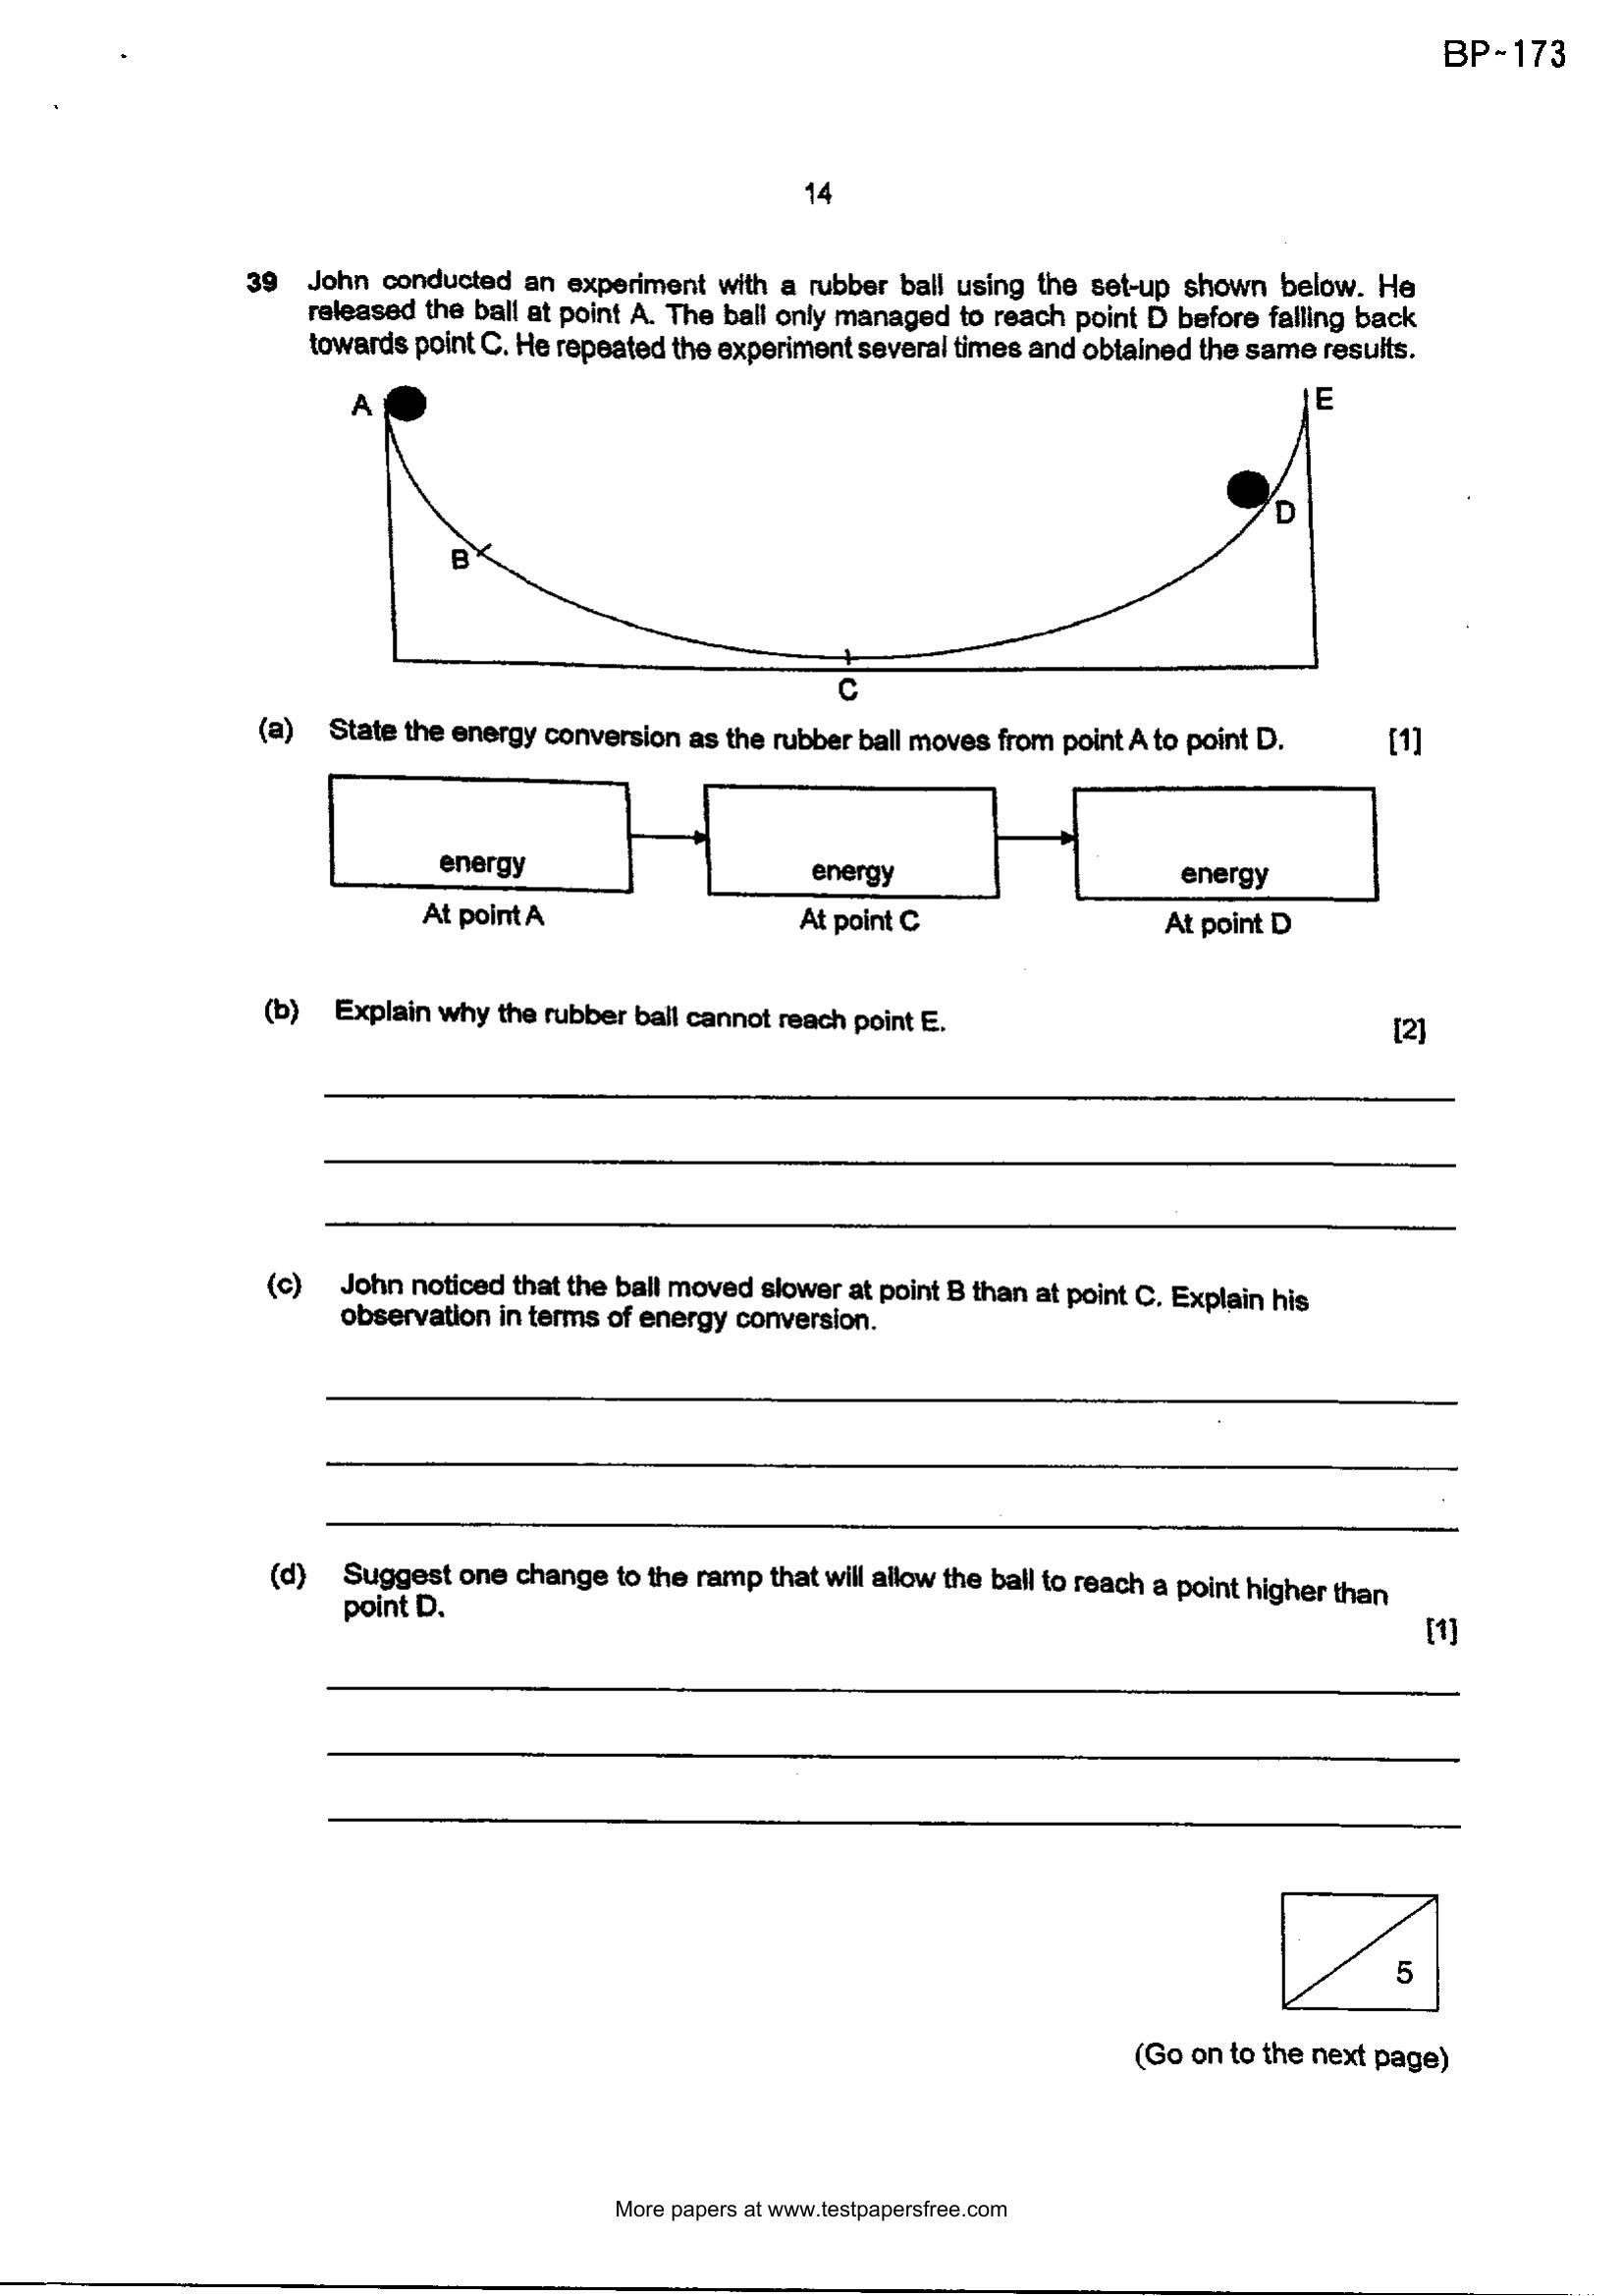 BP~173
14
39 John conducted an experiment with a rubber ball using the set-up shown below. He
released the ball at point A. The ball only managed to reach point D before falling back
towards point C. He repeated the experiment several times and obtained the same results.
A
E
D
B
C
(a) State the energy conversion as the rubber ball moves from point A to point D. [1]
energy energy energy
At point A At point C At point D
(b) Explain why the rubber ball cannot reach point E. [2]
(c) John noticed that the ball moved slower at point B than at point C. Explain his
observation in terms of energy conversion.
(d) Suggest one change to the ramp that will allow the ball to reach a point higher than
point D.
[1]
5
(Go on to the next page)
More papers at www.testpapersfree.com